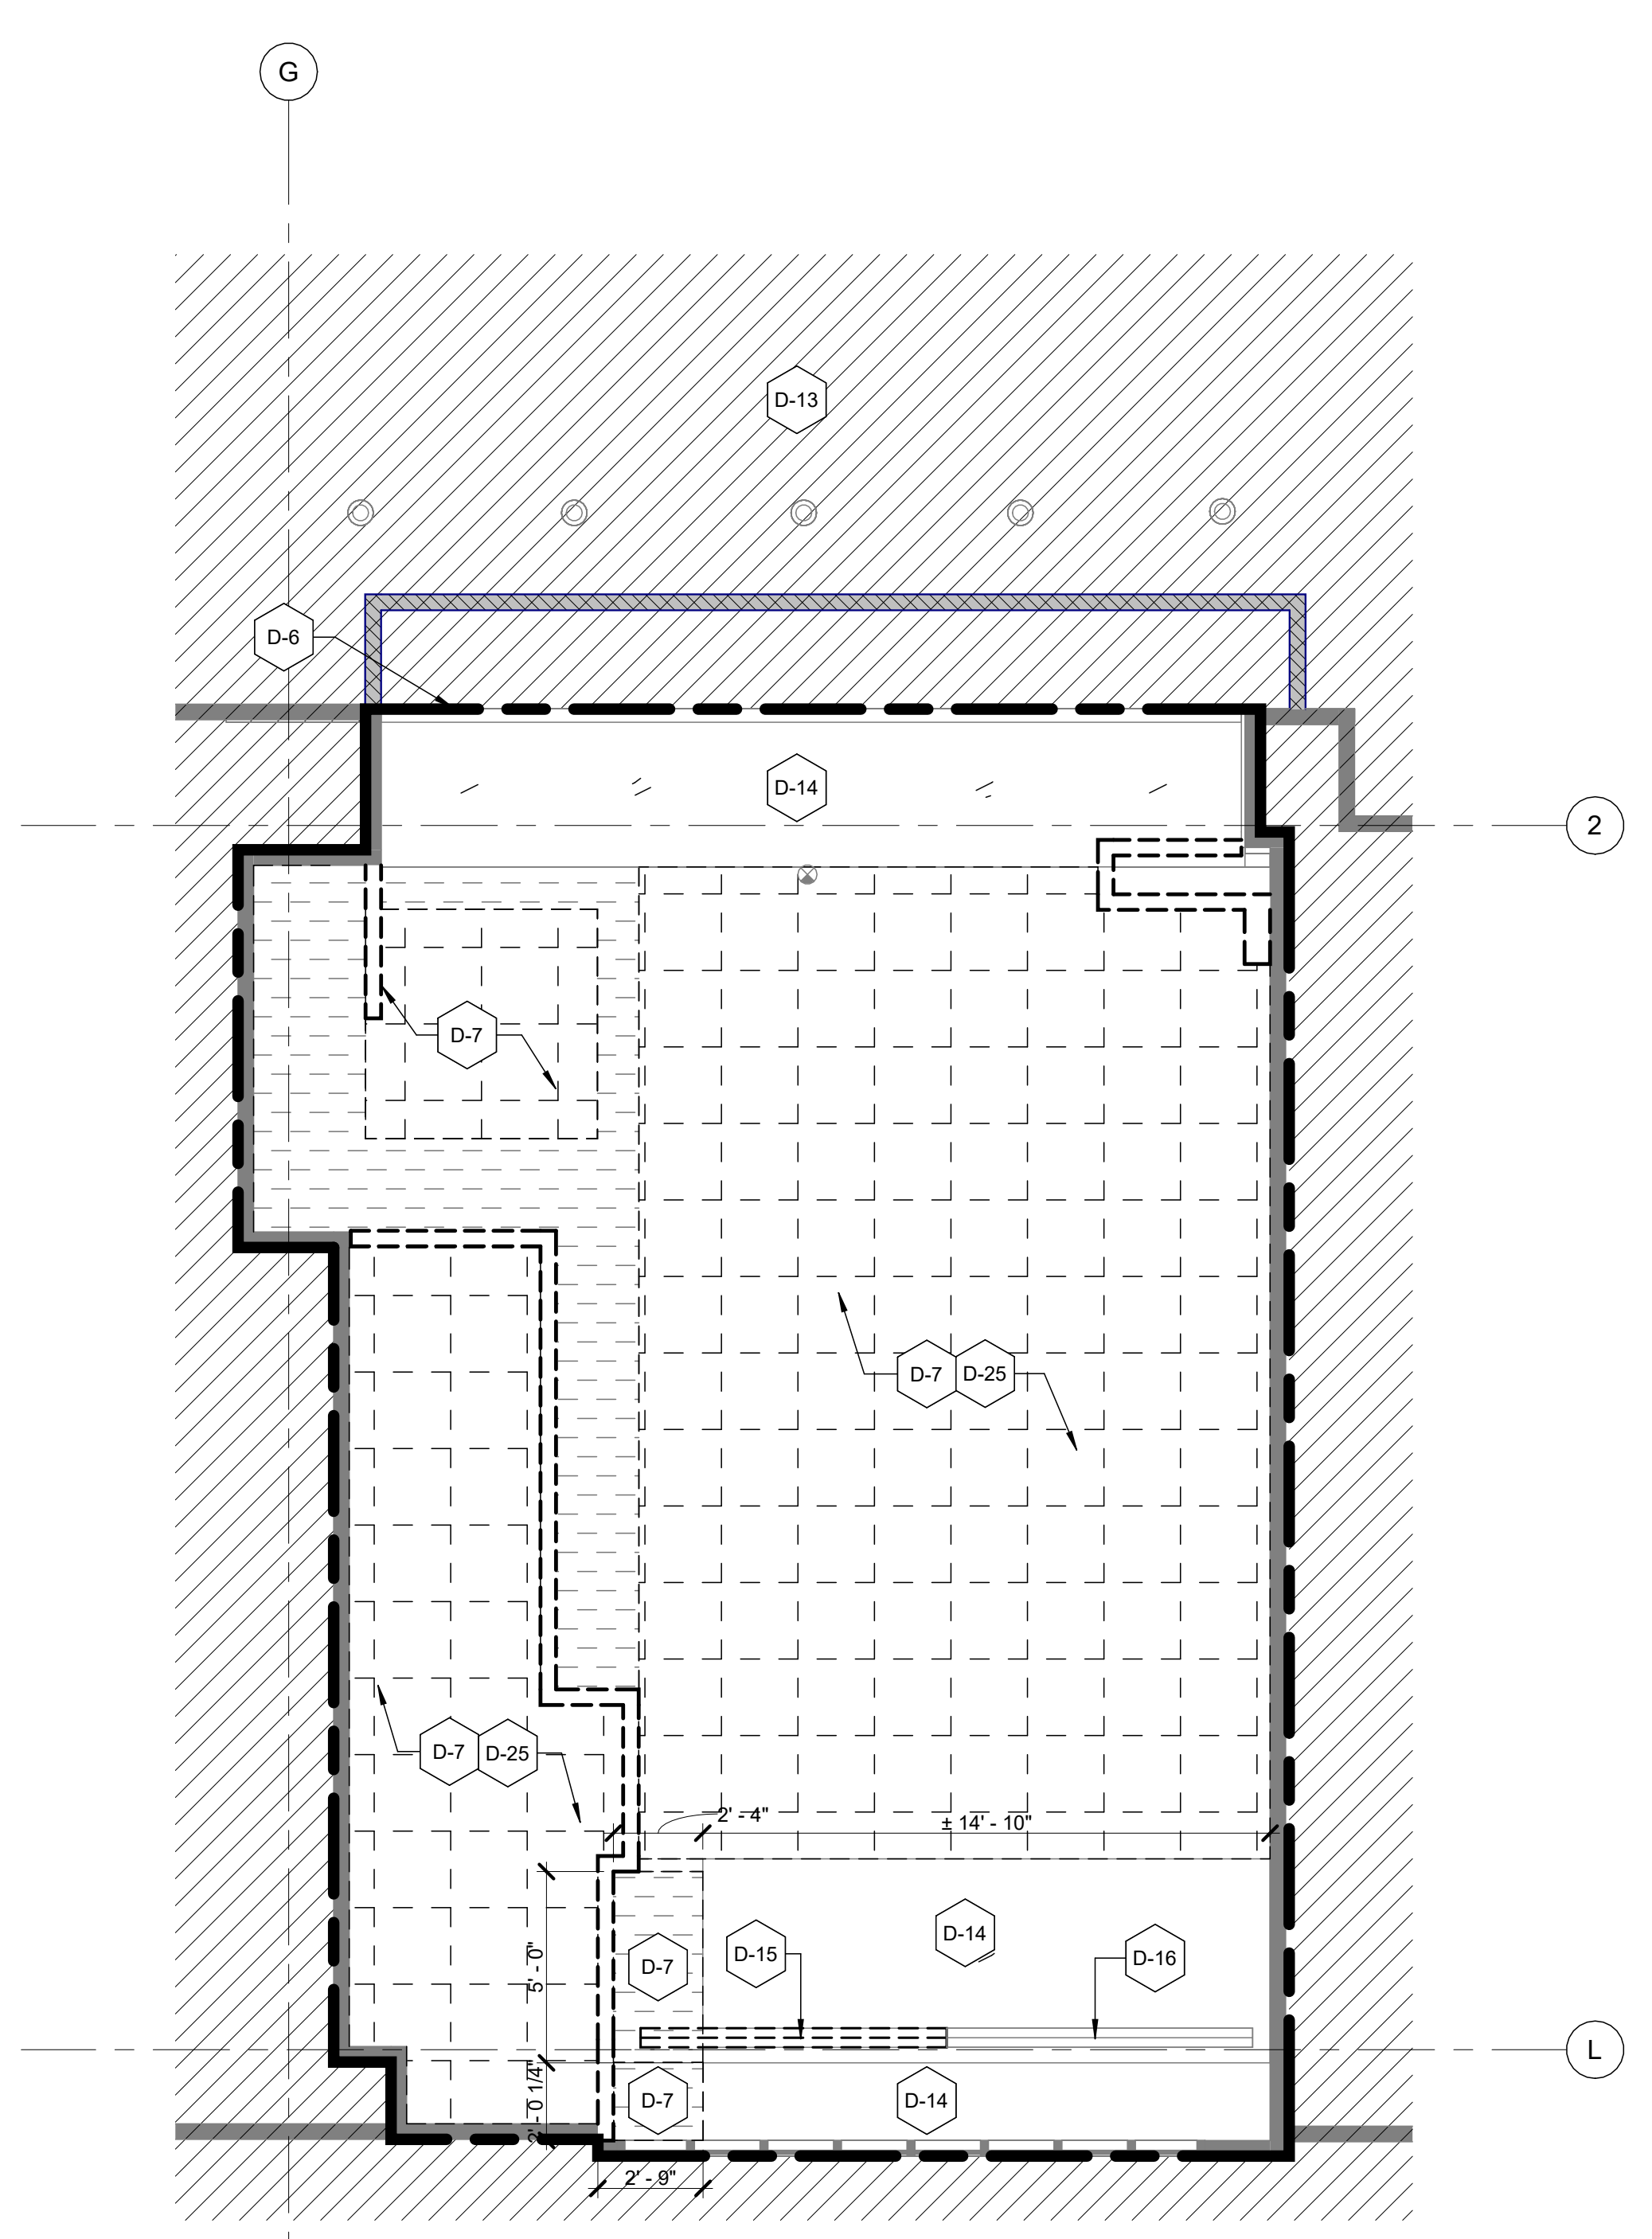 G
D-13
D-6
D-14
2
D-7
D-7
D-25
D-7
D-25
2' - 4"
± 14' - 10"
D-14
D-15
D-16
D-7
5' - 0"
L
2' - 0 1/4"
D-7
D-14
2' - 9"